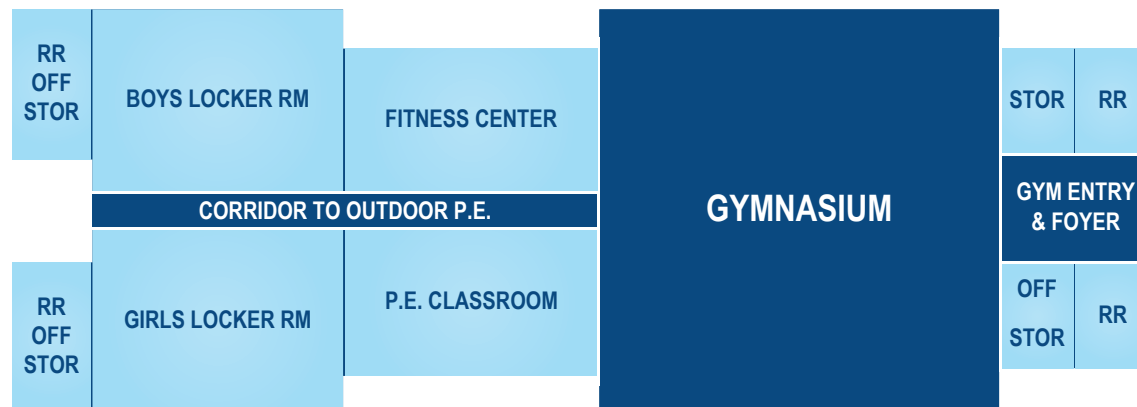 RR
OFF
STOR
BOYS LOCKER RM
FITNESS CENTER
STOR
RR
CORRIDOR TO OUTDOOR P.E.
GYMNASIUM
GYM ENTRY
& FOYER
RR
OFF
STOR
GIRLS LOCKER RM
P.E. CLASSROOM
OFF
STOR
RR